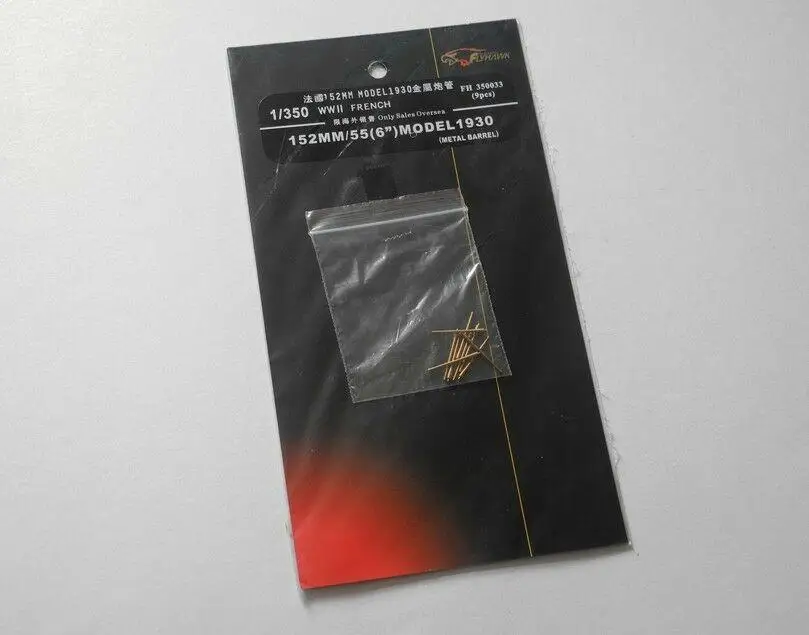 FLYHAWK
法國152MM MODEL1930金屬炮管
FH 350033
1/350 WWII FRENCH
(9pcs)
限海外銷售 Only Sales Oversea
152MM/55(6")MODEL1930
(METAL BARREL)